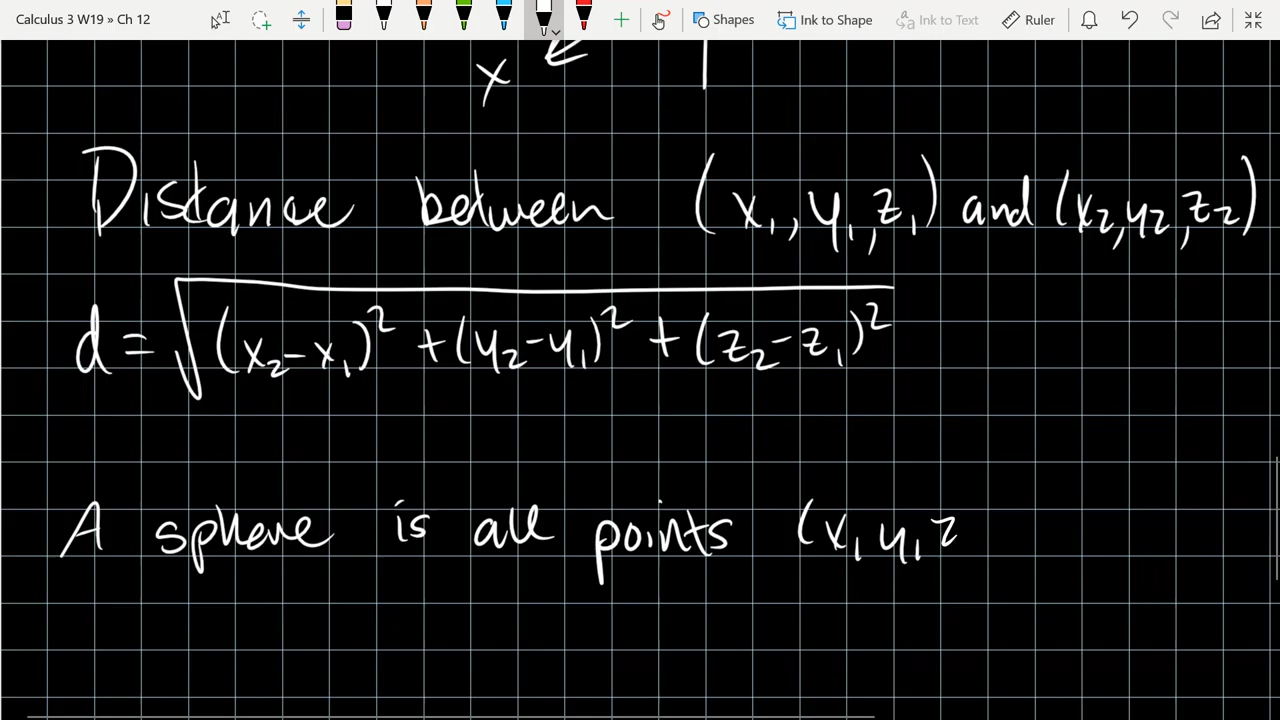 Calculus 3 W19 » Ch 12 Shapes Ink to Shape Ink to Text Ruler
x
Distance between (x₁, y₁, z₁) and (x₂, y₂, z₂)
d = √((x₂-x₁)² + (y₂-y₁)² + (z₂-z₁)²)
A sphere is all points (x, y, z